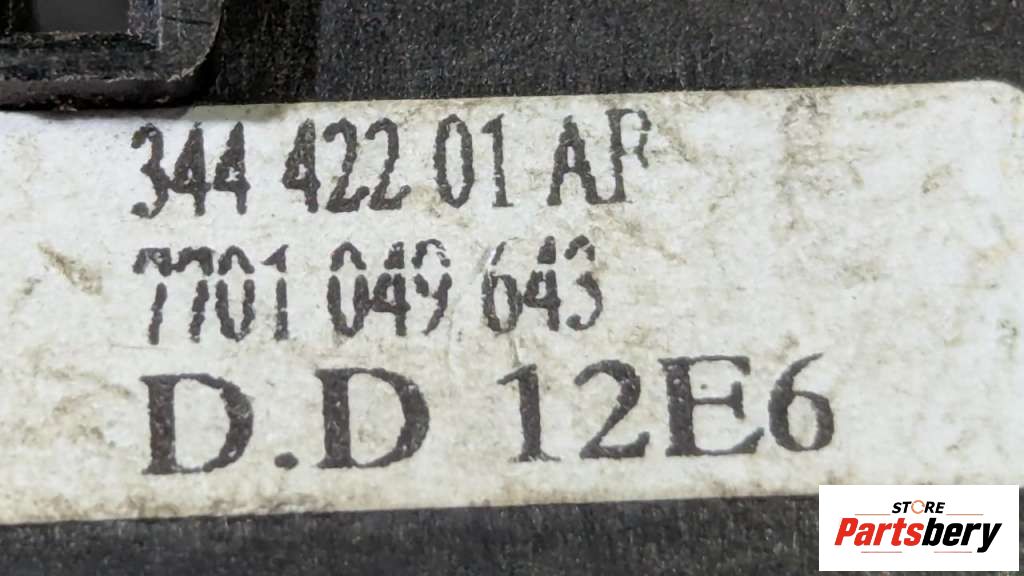 344 422 01 AF
7701 049 643
D.D 12E6
STORE
Partsbery